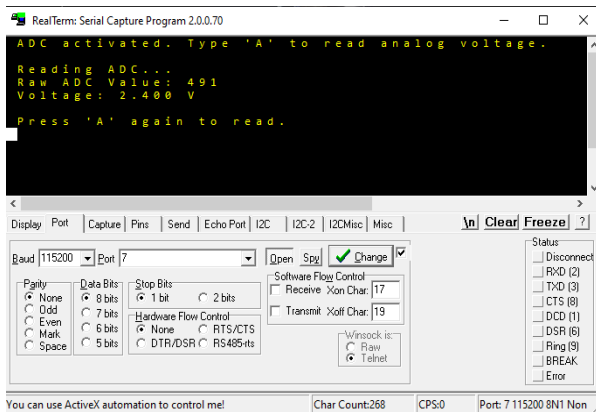 RealTerm: Serial Capture Program 2.0.0.70
ADC activated. Type 'A' to read analog voltage.
Reading ADC...
Raw ADC Value: 491
Voltage: 2.400 V
Press 'A' again to read.
Display Port Capture Pins Send Echo Port I2C I2C-2 I2CMisc Misc \n Clear Freeze ?
Baud 115200 Port 7 Open Spy Change
Parity
None
Odd
Even
Mark
Space
Data Bits
8 bits
7 bits
6 bits
5 bits
Stop Bits
1 bit 2 bits
Hardware Flow Control
None RTS/CTS
DTR/DSR RS485-rts
Software Flow Control
Receive Xon Char: 17
Transmit Xoff Char: 19
Winsock is:
Raw
Telnet
Status
Disconnect
RXD (2)
TXD (3)
CTS (8)
DCD (1)
DSR (6)
Ring (9)
BREAK
Error
You can use ActiveX automation to control me! Char Count:268 CPS:0 Port: 7 115200 8N1 Non